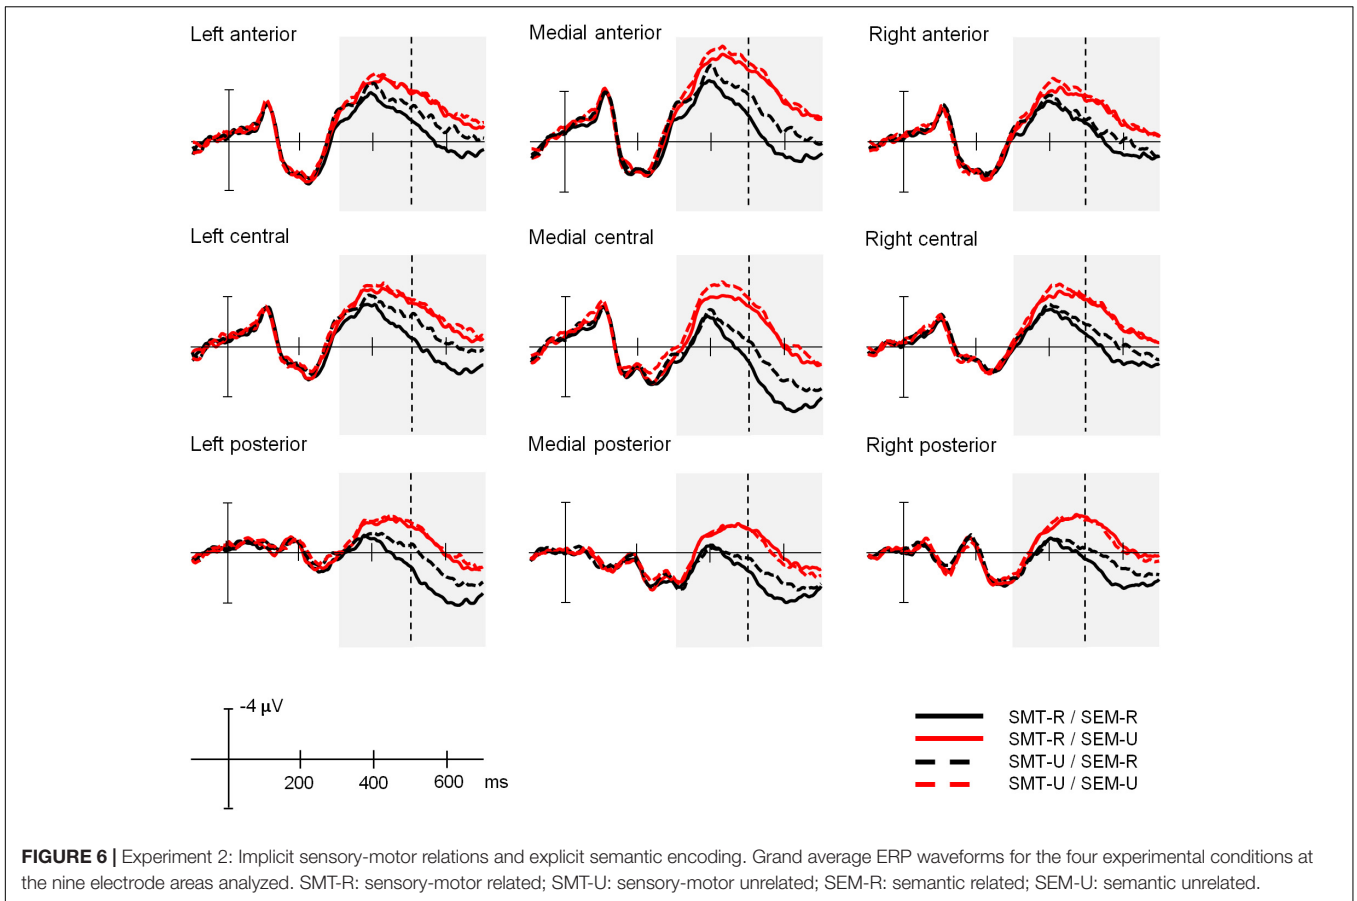 Left anterior
Medial anterior
Right anterior
Left central
Medial central
Right central
Left posterior
Medial posterior
Right posterior
-4 µV
200 400 600 ms
SMT-R / SEM-R
SMT-R / SEM-U
SMT-U / SEM-R
SMT-U / SEM-U
FIGURE 6 | Experiment 2: Implicit sensory-motor relations and explicit semantic encoding. Grand average ERP waveforms for the four experimental conditions at
the nine electrode areas analyzed. SMT-R: sensory-motor related; SMT-U: sensory-motor unrelated; SEM-R: semantic related; SEM-U: semantic unrelated.